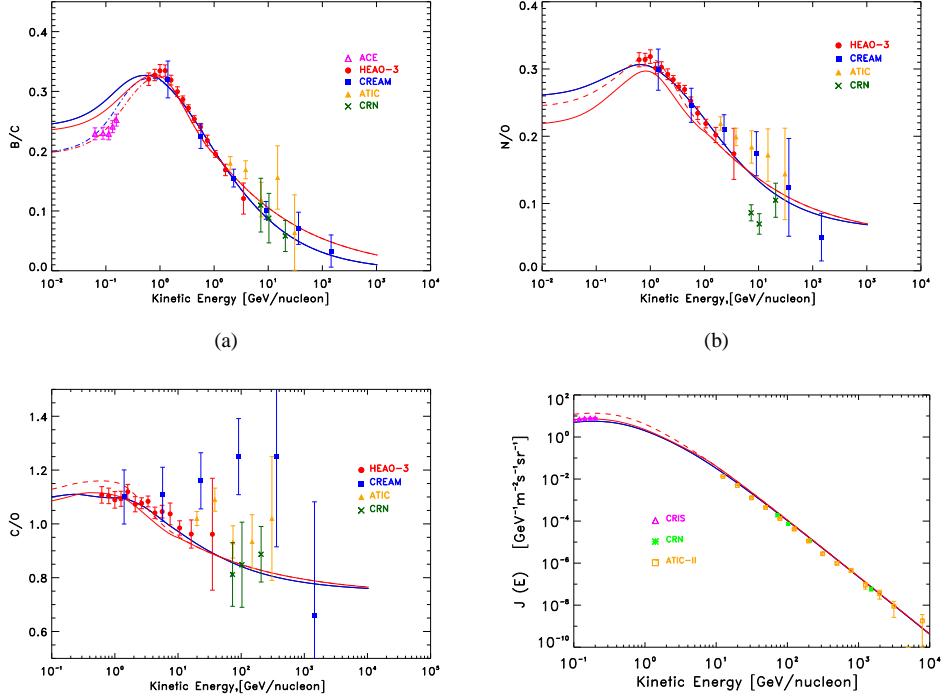 0.4
0.3
0.2
0.1
0.0
B/C
ACE
HEAO-3
CREAM
ATIC
CRN
10⁻² 10⁻¹ 10⁰ 10¹ 10² 10³ 10⁴
Kinetic Energy [GeV/nucleon]
(a)
0.4
0.3
0.2
0.1
0.0
N/O
HEAO-3
CREAM
ATIC
CRN
10⁻² 10⁻¹ 10⁰ 10¹ 10² 10³ 10⁴
Kinetic Energy,[GeV/nucleon]
(b)
1.4
1.2
1.0
0.8
0.6
C/O
HEAO-3
CREAM
ATIC
CRN
10⁻¹ 10⁰ 10¹ 10² 10³ 10⁴ 10⁵
Kinetic Energy,[GeV/nucleon]
10²
10⁰
10⁻²
10⁻⁴
10⁻⁶
10⁻⁸
10⁻¹⁰
J (E) [GeV⁻¹m⁻²s⁻¹sr⁻¹]
CRIS
CRN
ATIC-II
10⁻¹ 10⁰ 10¹ 10² 10³ 10⁴
Kinetic Energy [GeV/nucleon]